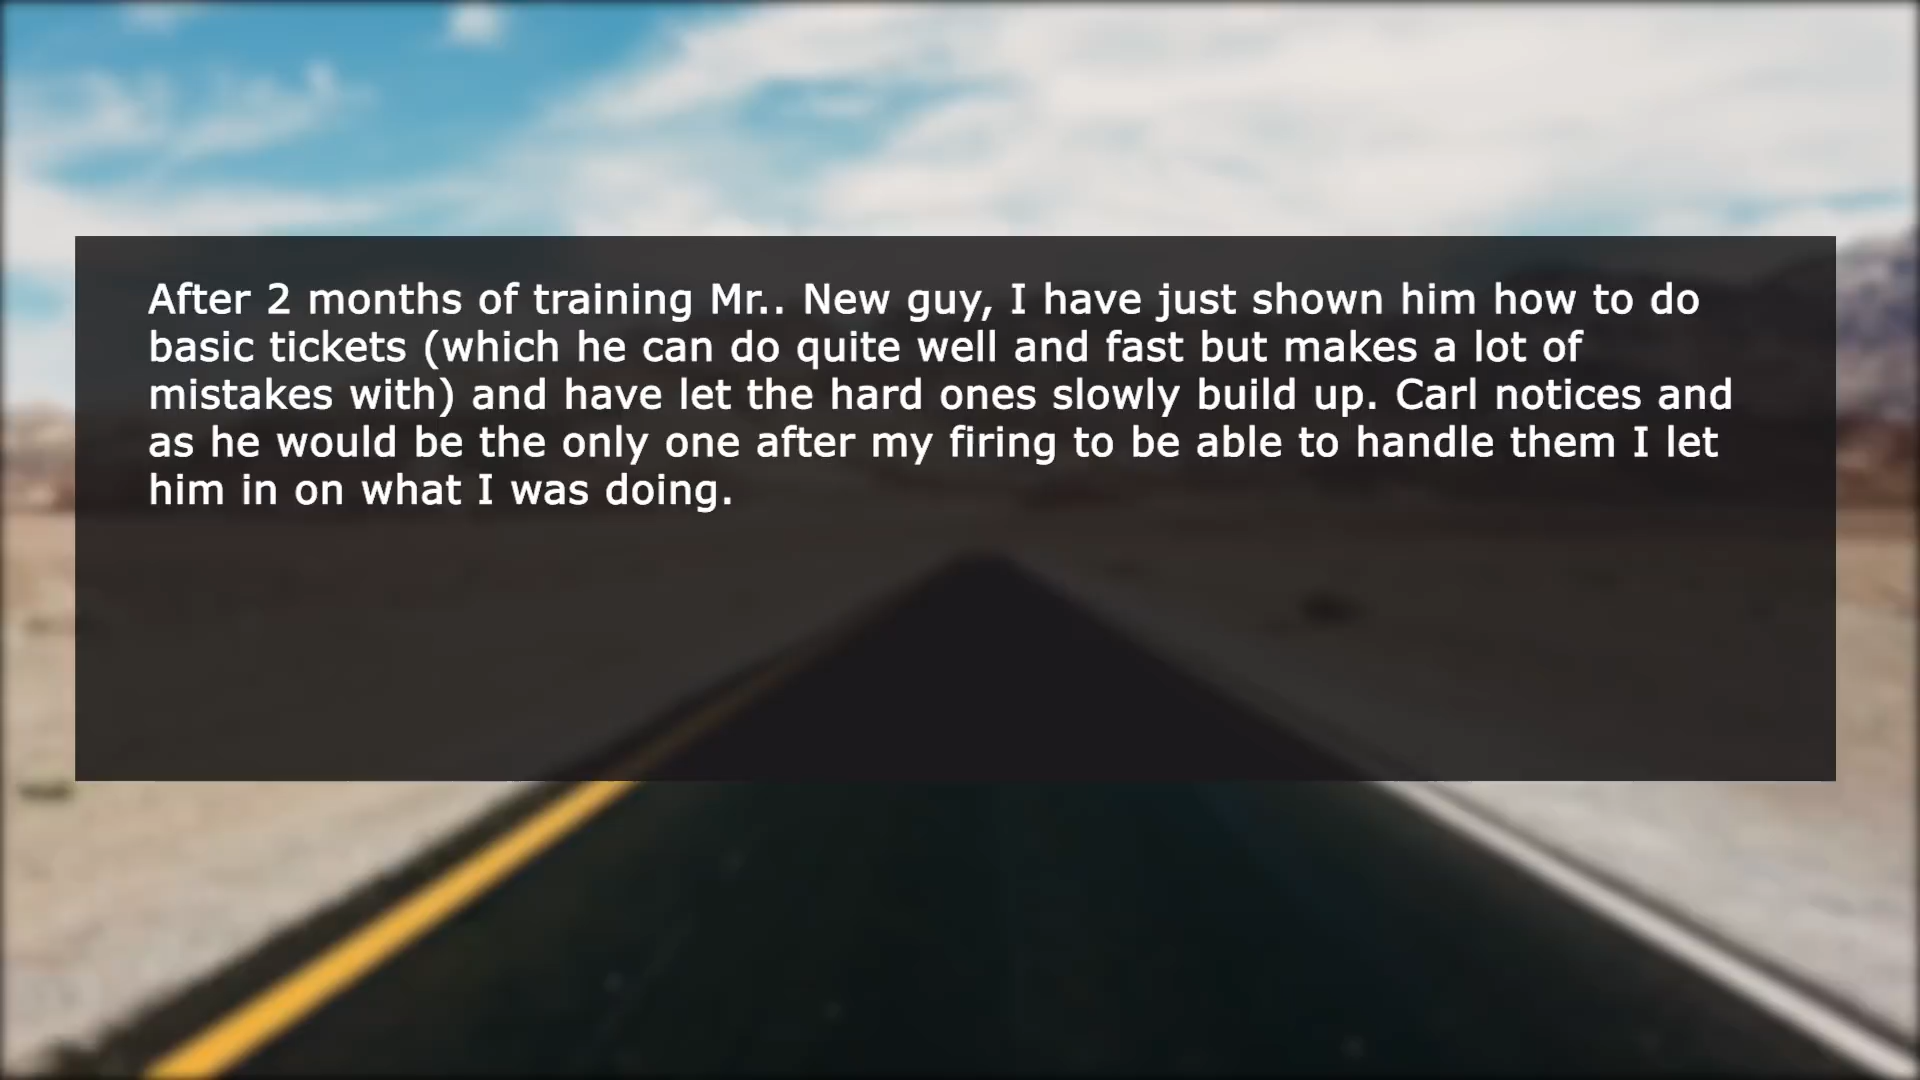 After 2 months of training Mr.. New guy, I have just shown him how to do
basic tickets (which he can do quite well and fast but makes a lot of
mistakes with) and have let the hard ones slowly build up. Carl notices and
as he would be the only one after my firing to be able to handle them I let
him in on what I was doing.